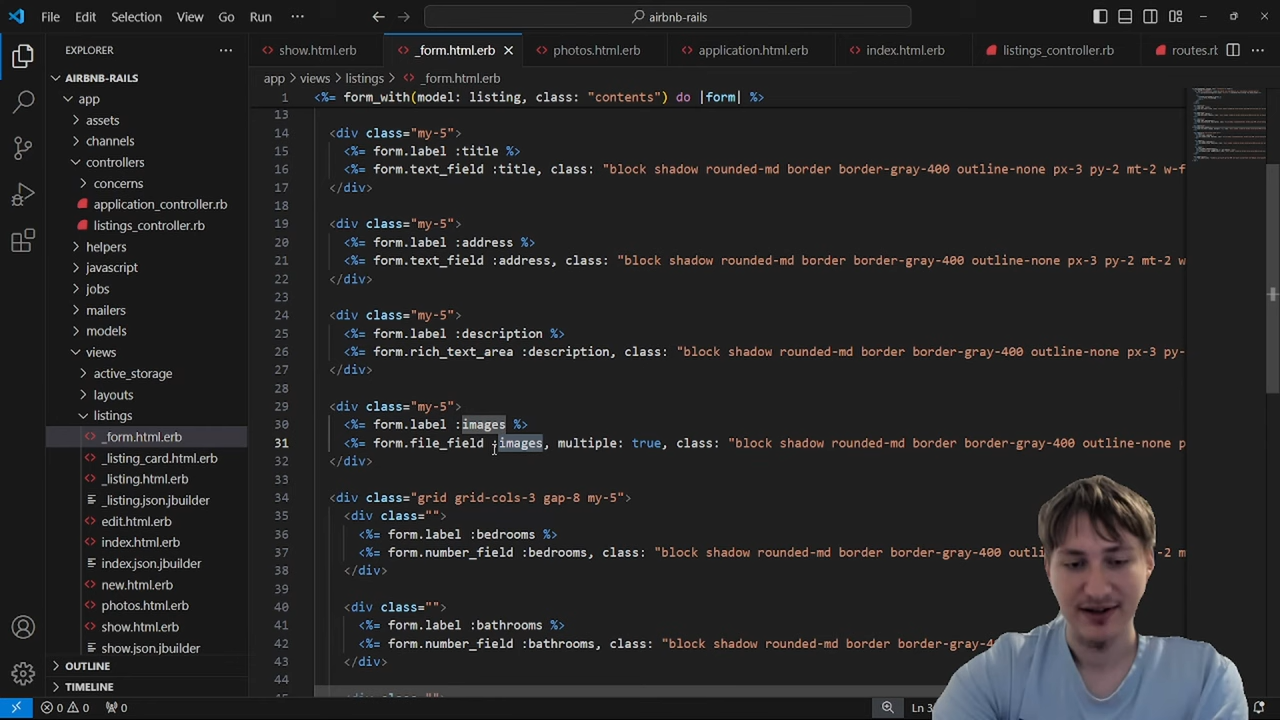 File Edit Selection View Go Run ··· airbnb-rails
EXPLORER ···
show.html.erb _form.html.erb photos.html.erb application.html.erb index.html.erb listings_controller.rb routes.rb ···
app > views > listings > _form.html.erb
AIRBNB-RAILS
app
assets
channels
controllers
concerns
application_controller.rb
listings_controller.rb
helpers
javascript
jobs
mailers
models
views
active_storage
layouts
listings
_form.html.erb
_listing_card.html.erb
_listing.html.erb
_listing.json.jbuilder
edit.html.erb
index.html.erb
index.json.jbuilder
new.html.erb
photos.html.erb
show.html.erb
show.json.jbuilder
OUTLINE
TIMELINE
1 <%= form_with(model: listing, class: "contents") do |form| %>
13
14 <div class="my-5">
15 <%= form.label :title %>
16 <%= form.text_field :title, class: "block shadow rounded-md border border-gray-400 outline-none px-3 py-2 mt-2 w-f
17 </div>
18
19 <div class="my-5">
20 <%= form.label :address %>
21 <%= form.text_field :address, class: "block shadow rounded-md border border-gray-400 outline-none px-3 py-2 mt-2 w
22 </div>
23
24 <div class="my-5">
25 <%= form.label :description %>
26 <%= form.rich_text_area :description, class: "block shadow rounded-md border border-gray-400 outline-none px-3 py-
27 </div>
28
29 <div class="my-5">
30 <%= form.label :images %>
31 <%= form.file_field :images, multiple: true, class: "block shadow rounded-md border border-gray-400 outline-none p
32 </div>
33
34 <div class="grid grid-cols-3 gap-8 my-5">
35 <div class="">
36 <%= form.label :bedrooms %>
37 <%= form.number_field :bedrooms, class: "block shadow rounded-md border border-gray-400
38 </div>
39
40 <div class="">
41 <%= form.label :bathrooms %>
42 <%= form.number_field :bathrooms, class: "block shadow rounded-md border border-gray-400
43 </div>
44
0 0 0